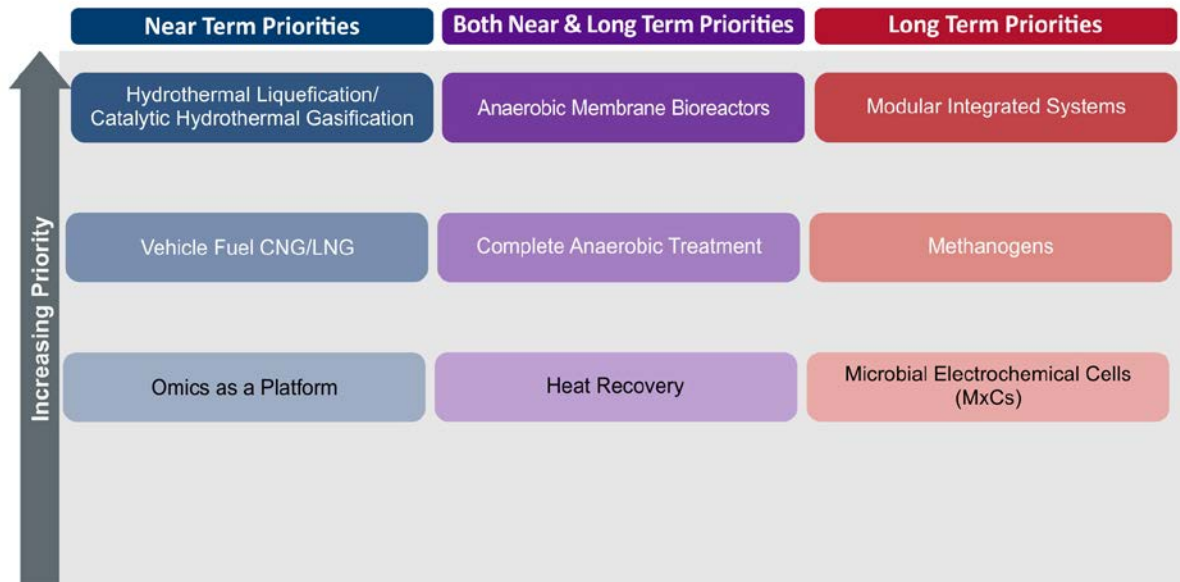 Near Term Priorities
Both Near & Long Term Priorities
Long Term Priorities
Increasing Priority
Hydrothermal Liquefication/
Catalytic Hydrothermal Gasification
Anaerobic Membrane Bioreactors
Modular Integrated Systems
Vehicle Fuel CNG/LNG
Complete Anaerobic Treatment
Methanogens
Omics as a Platform
Heat Recovery
Microbial Electrochemical Cells
(MxCs)